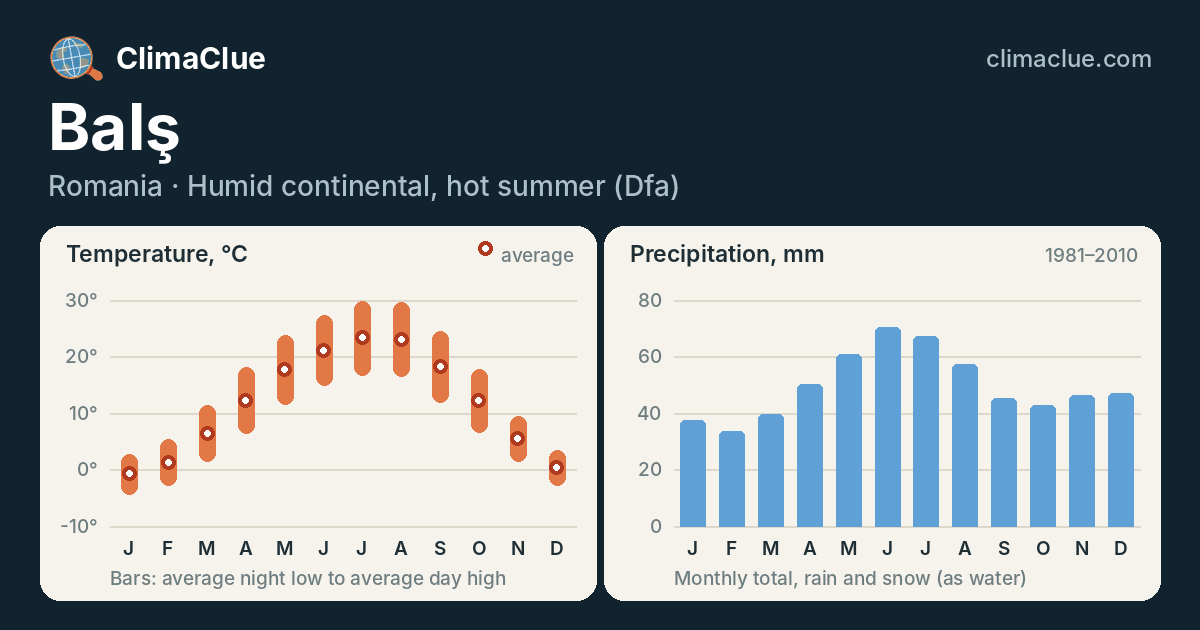 ClimaClue
climaclue.com
Balş
Romania · Humid continental, hot summer (Dfa)
Temperature, °C
average
30°
20°
10°
0°
-10°
J F M A M J J A S O N D
Bars: average night low to average day high
Precipitation, mm
1981–2010
80
60
40
20
0
J F M A M J J A S O N D
Monthly total, rain and snow (as water)